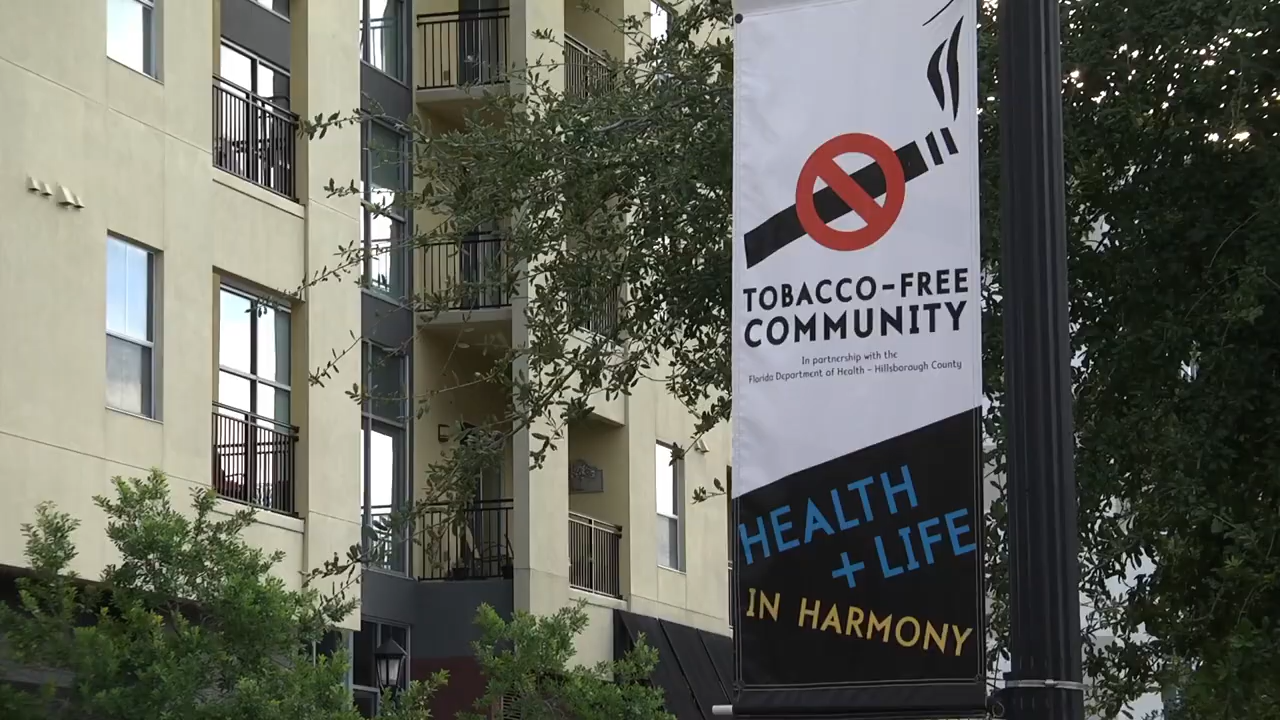 TOBACCO-FREE
COMMUNITY
In partnership with the
Florida Department of Health - Hillsborough County
HEALTH
+ LIFE
IN HARMONY